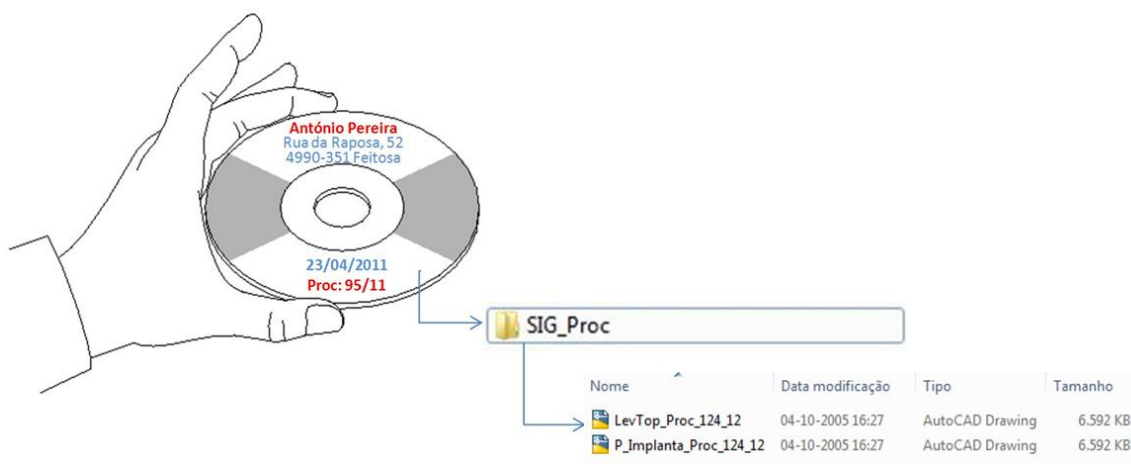 António Pereira
Rua da Raposa, 52
4990-351 Feitosa
23/04/2011
Proc: 95/11
SIG_Proc
Nome Data modificação Tipo Tamanho
LevTop_Proc_124_12 04-10-2005 16:27 AutoCAD Drawing 6.592 KB
P_Implanta_Proc_124_12 04-10-2005 16:27 AutoCAD Drawing 6.592 KB